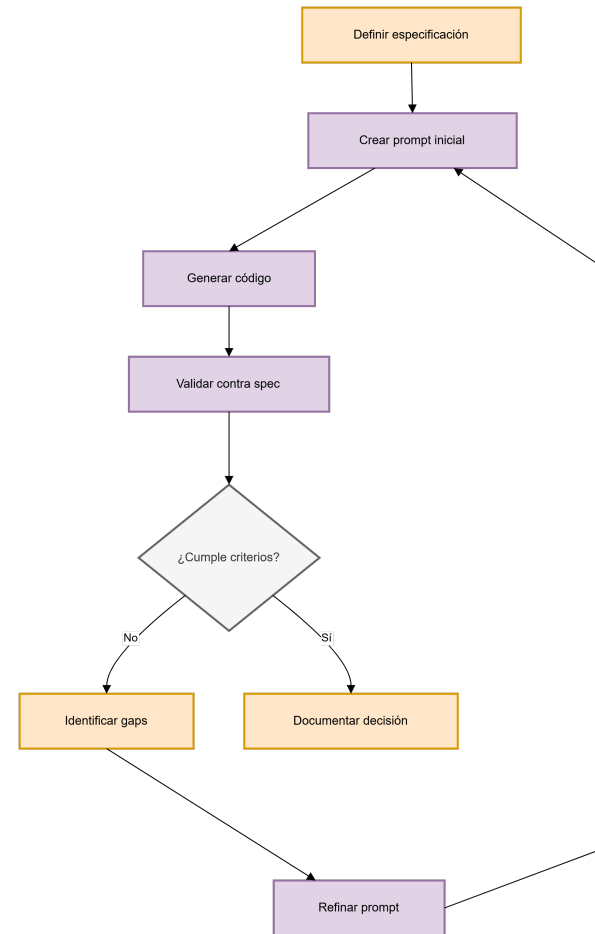 Definir especificación
Crear prompt inicial
Generar código
Validar contra spec
¿Cumple criterios?
No
Sí
Identificar gaps
Documentar decisión
Refinar prompt